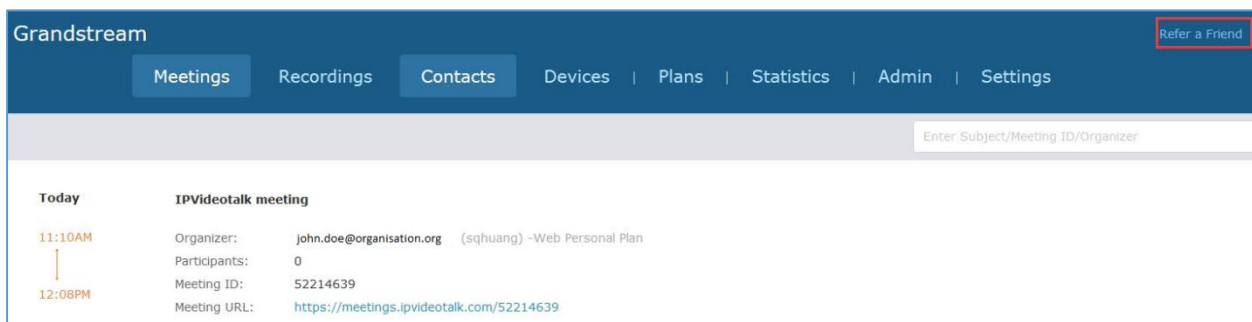 Grandstream
Refer a Friend
Meetings Recordings Contacts Devices | Plans | Statistics | Admin | Settings
Enter Subject/Meeting ID/Organizer
Today IPVideotalk meeting
11:10AM Organizer: john.doe@organisation.org (sqhuang) -Web Personal Plan
Participants: 0
12:08PM Meeting ID: 52214639
Meeting URL: https://meetings.ipvideotalk.com/52214639